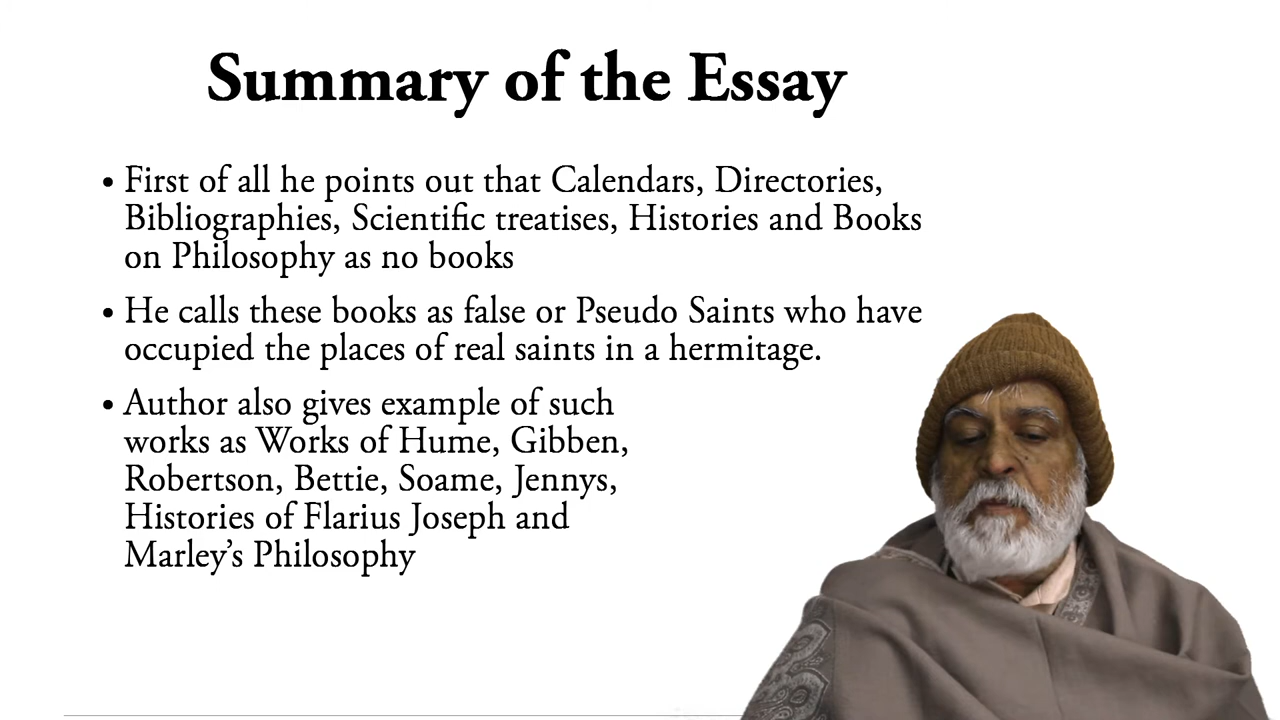 Summary of the Essay
• First of all he points out that Calendars, Directories,
Bibliographies, Scientific treatises, Histories and Books
on Philosophy as no books
• He calls these books as false or Pseudo Saints who have
occupied the places of real saints in a hermitage.
• Author also gives example of such
works as Works of Hume, Gibben,
Robertson, Bettie, Soame, Jennys,
Histories of Flarius Joseph and
Marley’s Philosophy